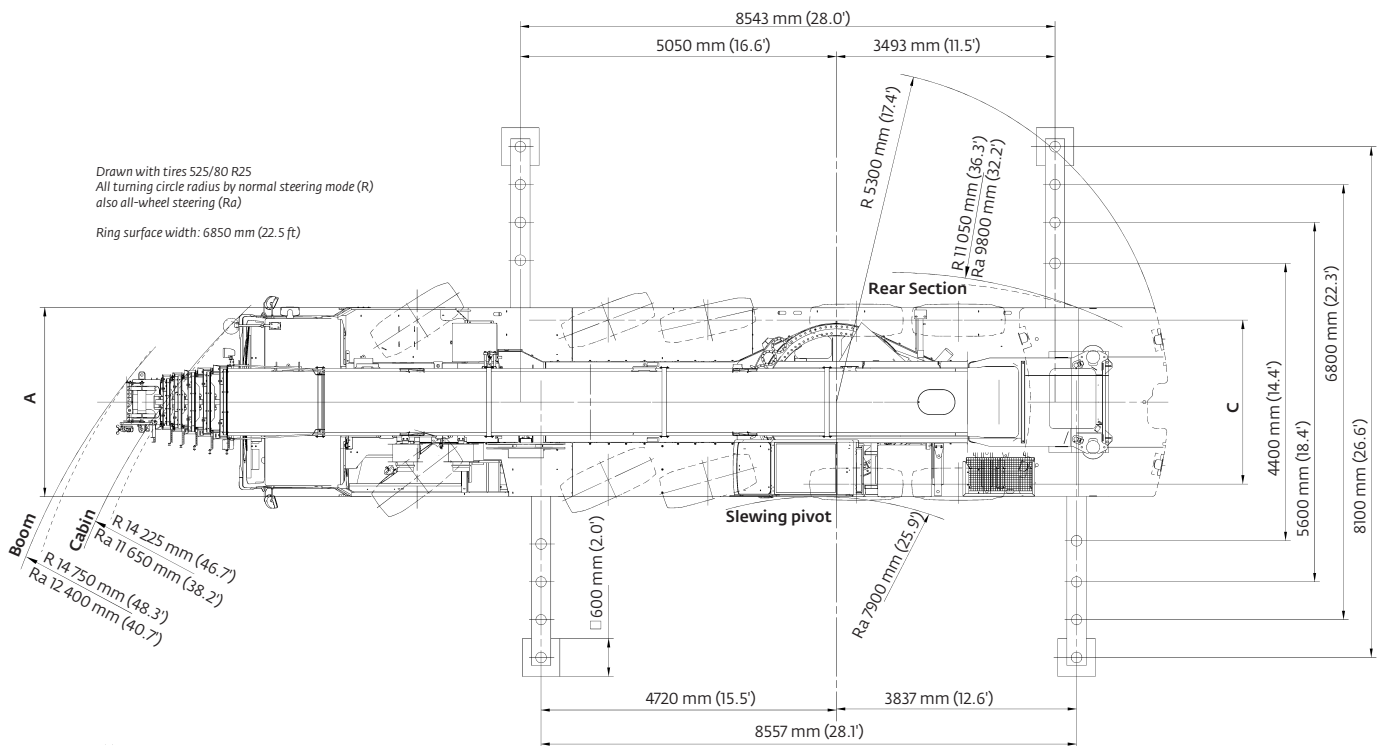 8543 mm (28.0')
5050 mm (16.6')
3493 mm (11.5')
R 5300 mm (17.4')
R 11 050 mm (36.3')
Ra 9800 mm (32.2')
Drawn with tires 525/80 R25
All turning circle radius by normal steering mode (R)
also all-wheel steering (Ra)
Ring surface width: 6850 mm (22.5 ft)
Rear Section
A
C
4400 mm (14.4')
5600 mm (18.4')
6800 mm (22.3')
8100 mm (26.6')
Slewing pivot
Boom
Cabin
R 14 225 mm (46.7')
Ra 11 650 mm (38.2')
R 14 750 mm (48.3')
Ra 12 400 mm (40.7')
□ 600 mm (2.0')
Ra 7900 mm (25.9')
4720 mm (15.5')
3837 mm (12.6')
8557 mm (28.1')